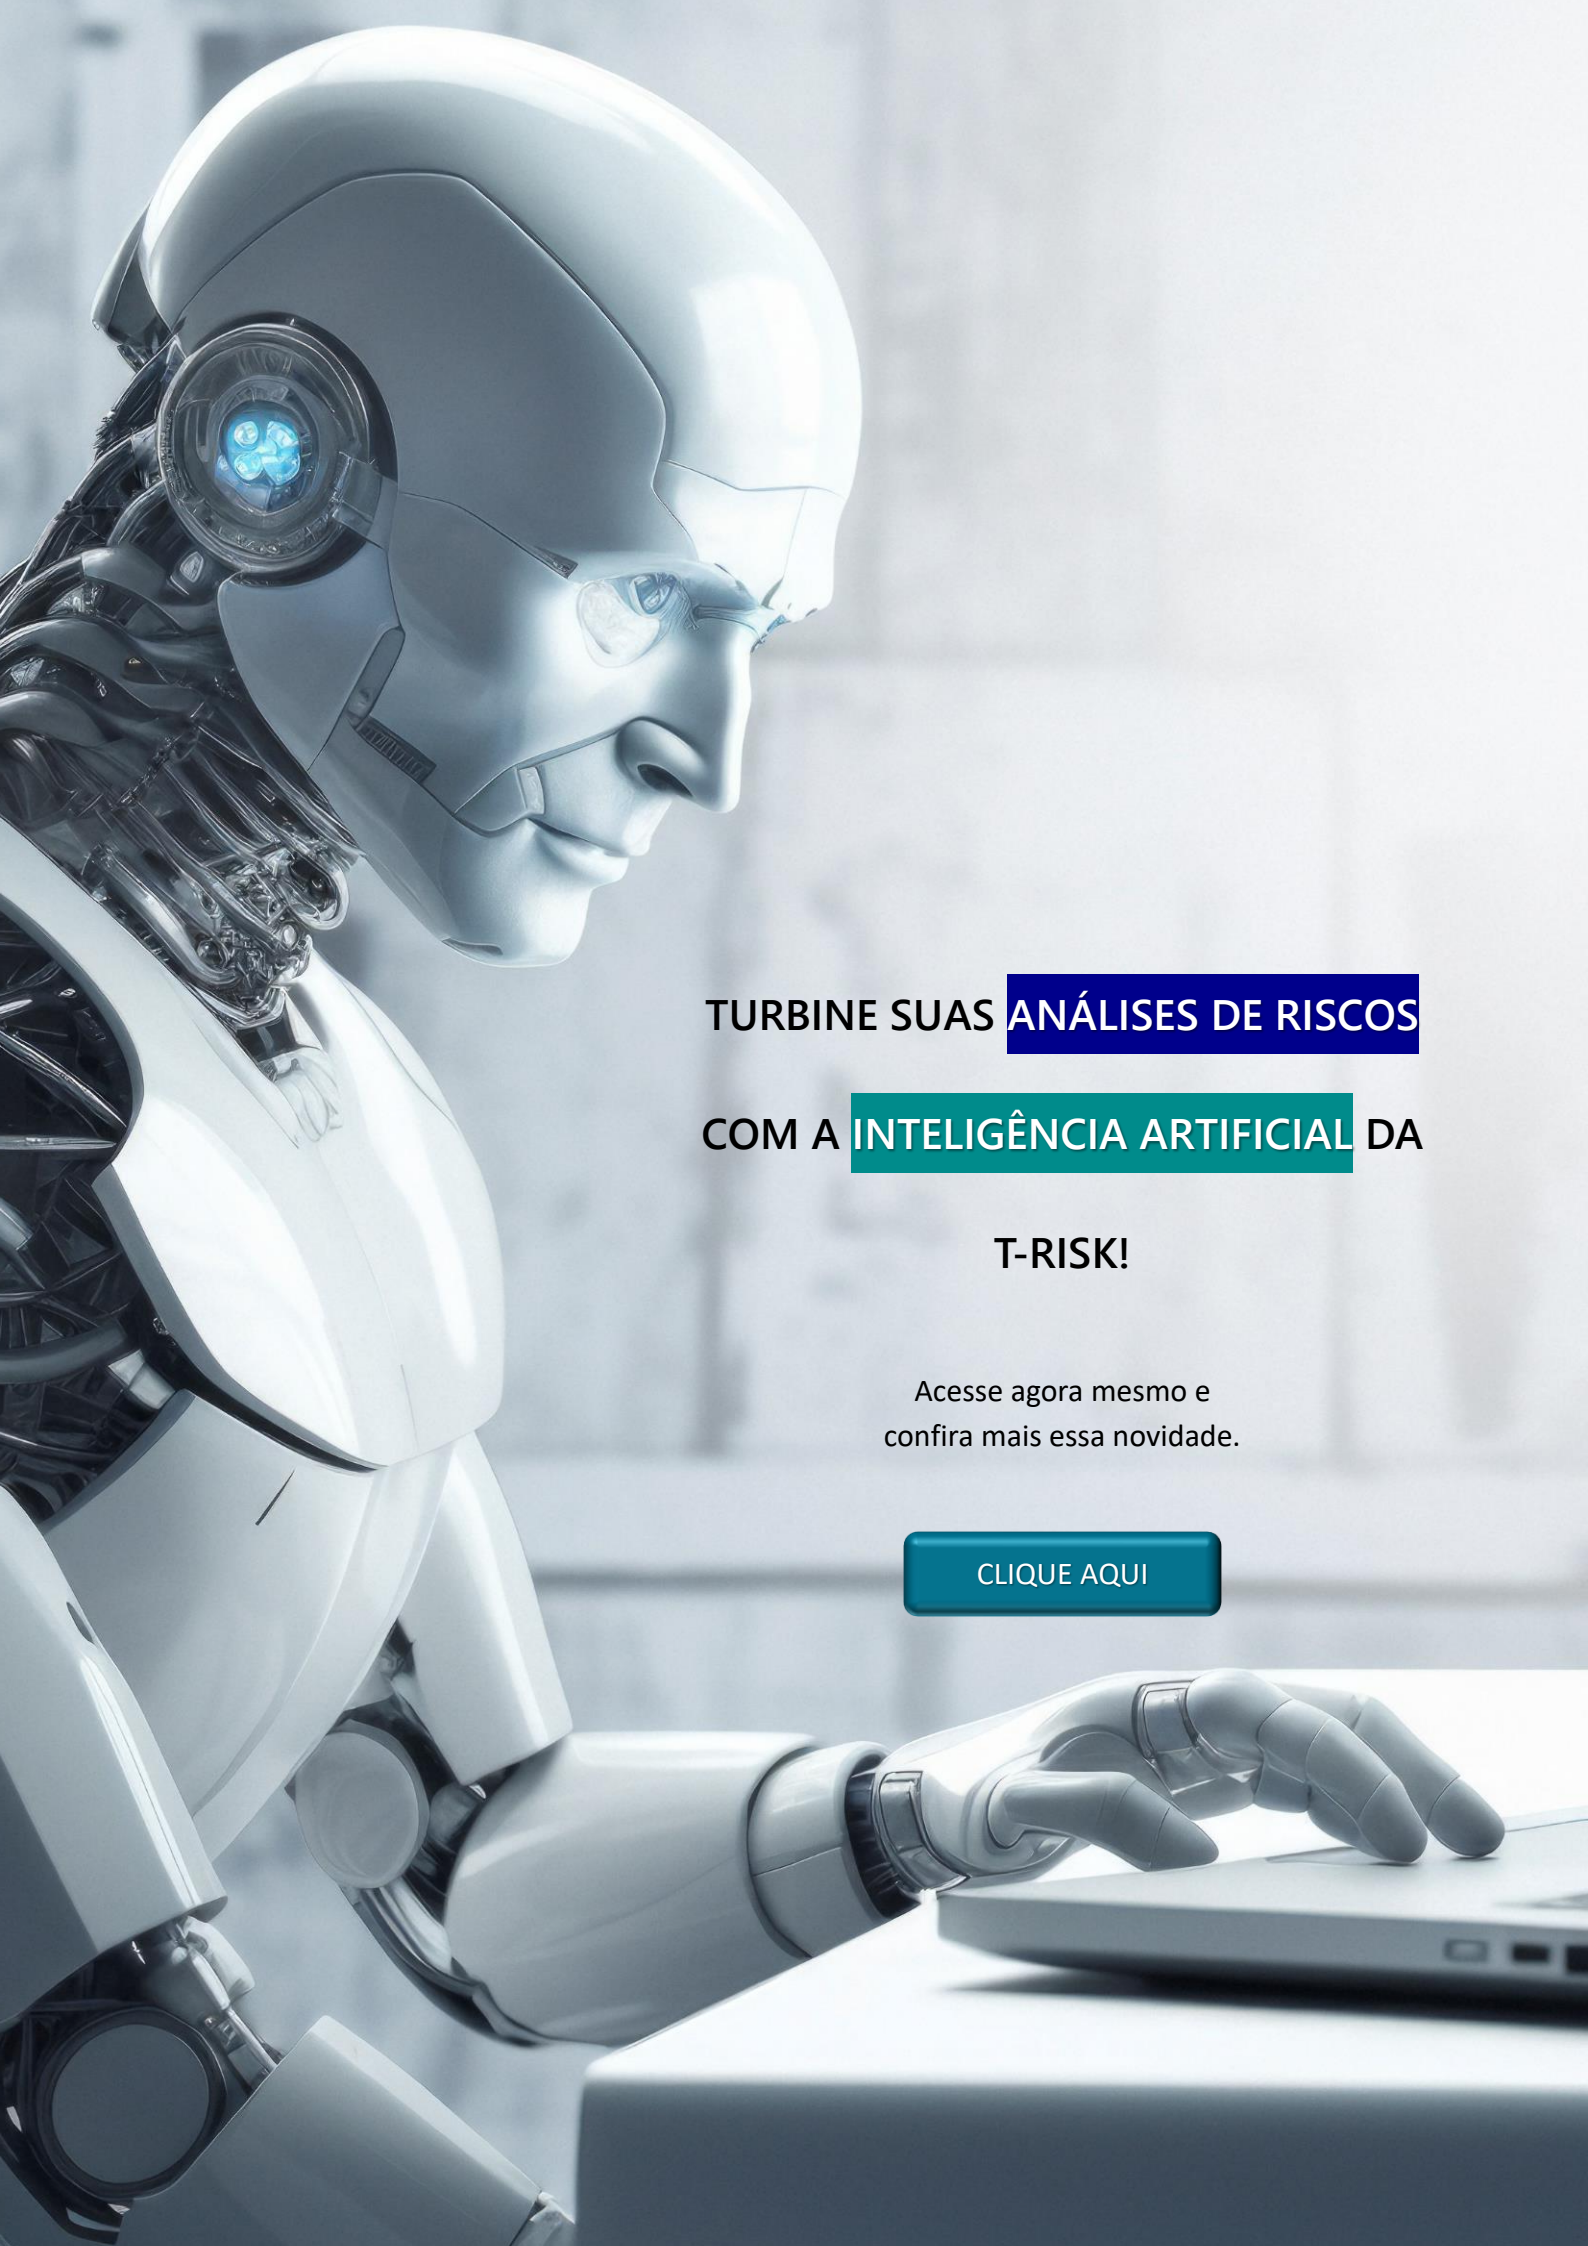 TURBINE SUAS ANÁLISES DE RISCOS
COM A INTELIGÊNCIA ARTIFICIAL DA
T-RISK!
Acesse agora mesmo e
confira mais essa novidade.
CLIQUE AQUI